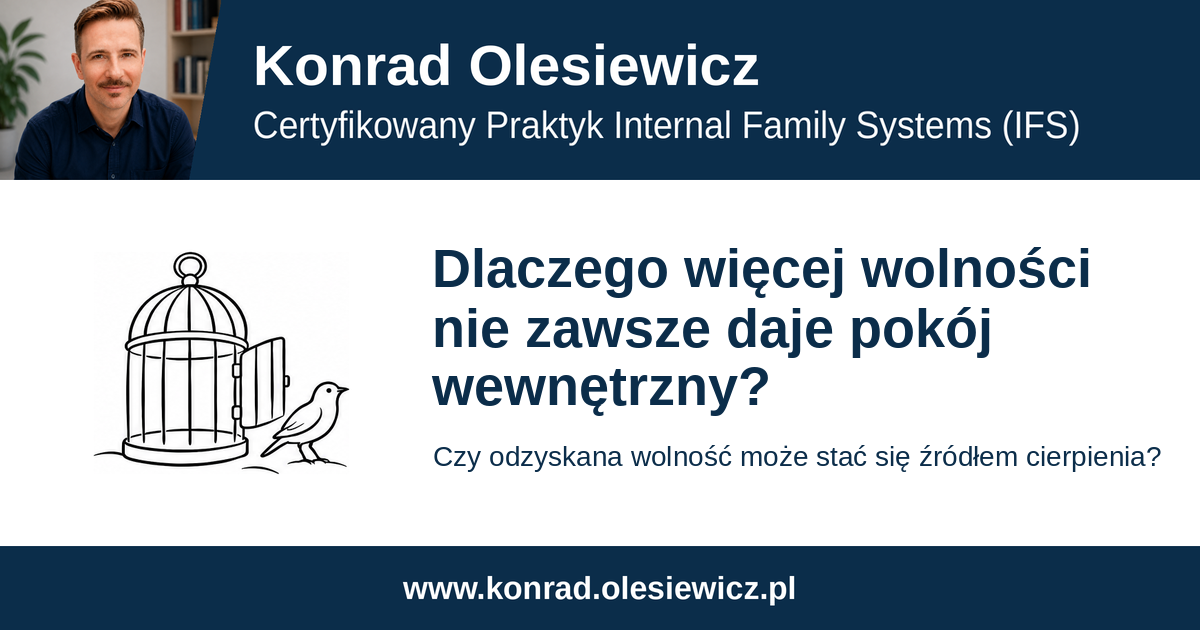 Konrad Olesiewicz
Certyfikowany Praktyk Internal Family Systems (IFS)
Dlaczego więcej wolności
nie zawsze daje pokój
wewnętrzny?
Czy odzyskana wolność może stać się źródłem cierpienia?
www.konrad.olesiewicz.pl